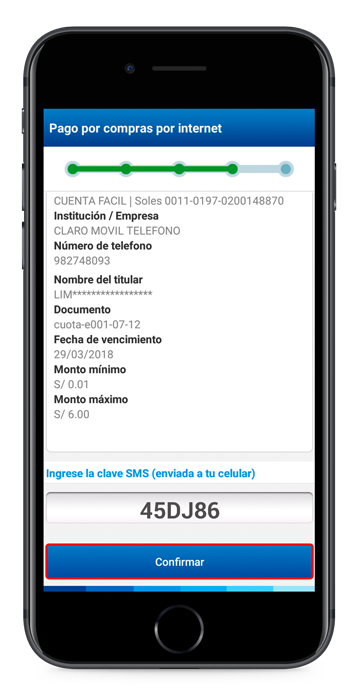 Pago por compras por internet
CUENTA FACIL | Soles 0011-0197-0200148870
Institución / Empresa
CLARO MOVIL TELEFONO
Número de telefono
982748093
Nombre del titular
LIM*****************
Documento
cuota-e001-07-12
Fecha de vencimiento
29/03/2018
Monto mínimo
S/ 0.01
Monto máximo
S/ 6.00
Ingrese la clave SMS (enviada a tu celular)
45DJ86
Confirmar